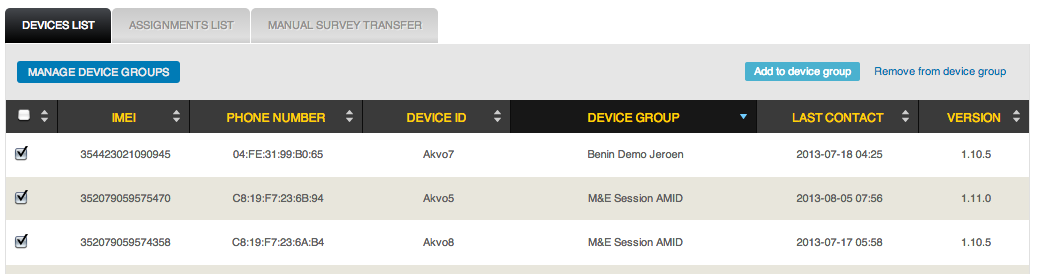 DEVICES LIST ASSIGNMENTS LIST MANUAL SURVEY TRANSFER
MANAGE DEVICE GROUPS Add to device group Remove from device group
IMEI PHONE NUMBER DEVICE ID DEVICE GROUP LAST CONTACT VERSION
354423021090945 04:FE:31:99:B0:65 Akvo7 Benin Demo Jeroen 2013-07-18 04:25 1.10.5
352079059575470 C8:19:F7:23:6B:94 Akvo5 M&E Session AMID 2013-08-05 07:56 1.11.0
352079059574358 C8:19:F7:23:6A:B4 Akvo8 M&E Session AMID 2013-07-17 05:58 1.10.5